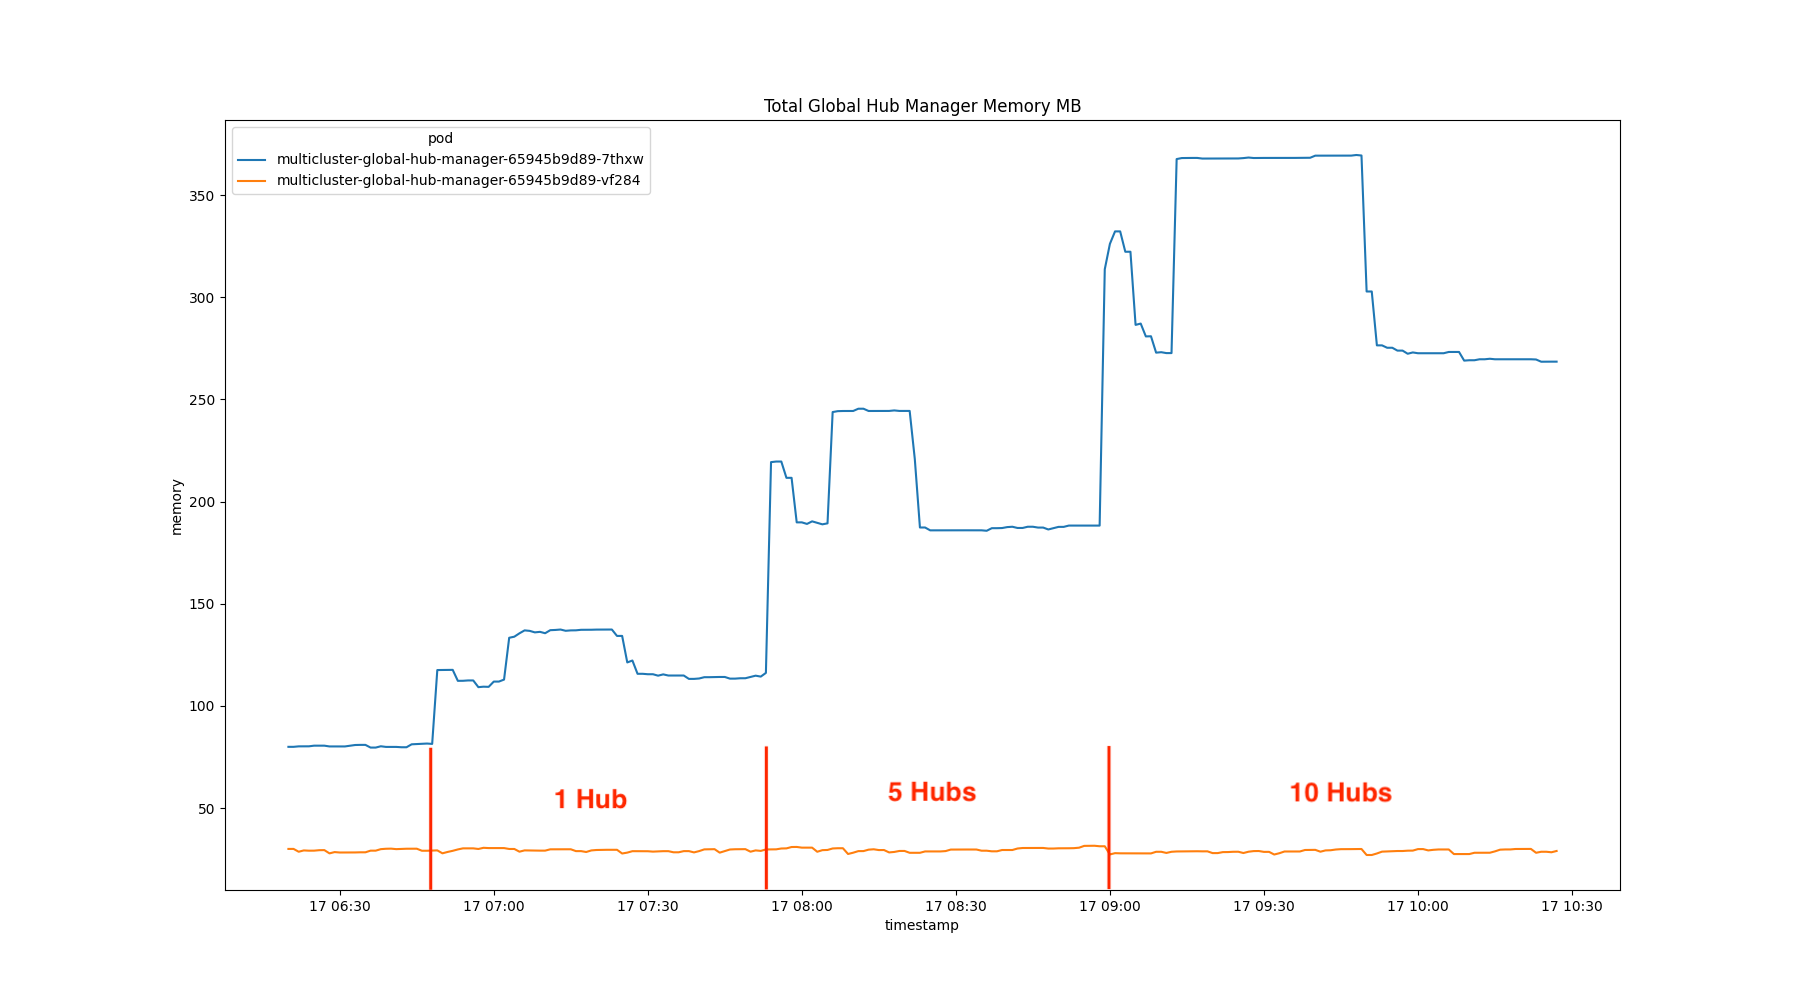 Total Global Hub Manager Memory MB
pod
multicluster-global-hub-manager-65945b9d89-7thxw
multicluster-global-hub-manager-65945b9d89-vf284
350
300
250
200
150
100
50
memory
1 Hub
5 Hubs
10 Hubs
17 06:30
17 07:00
17 07:30
17 08:00
17 08:30
17 09:00
17 09:30
17 10:00
17 10:30
timestamp